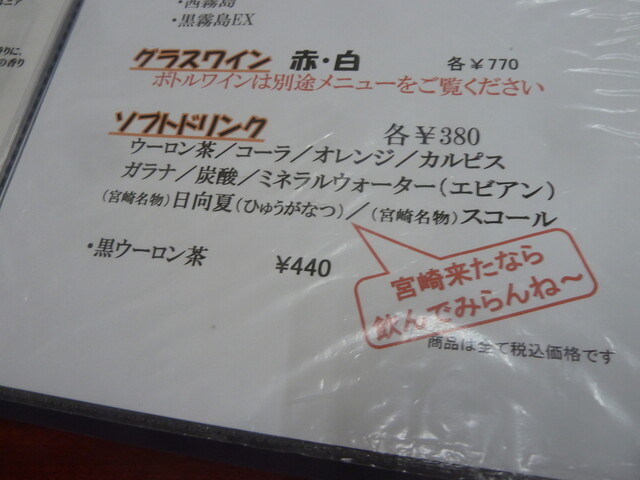 ・西霧島
・黒霧島EX
グラスワイン 赤・白 各￥770
ボトルワインは別途メニューをご覧ください
ソフトドリンク 各￥380
ウーロン茶／コーラ／オレンジ／カルピス
ガラナ／炭酸／ミネラルウォーター(エビアン)
(宮崎名物)日向夏(ひゅうがなつ)／(宮崎名物)スコール
・黒ウーロン茶 ￥440
宮崎来たなら
飲んでみらんね～
商品は全て税込価格です